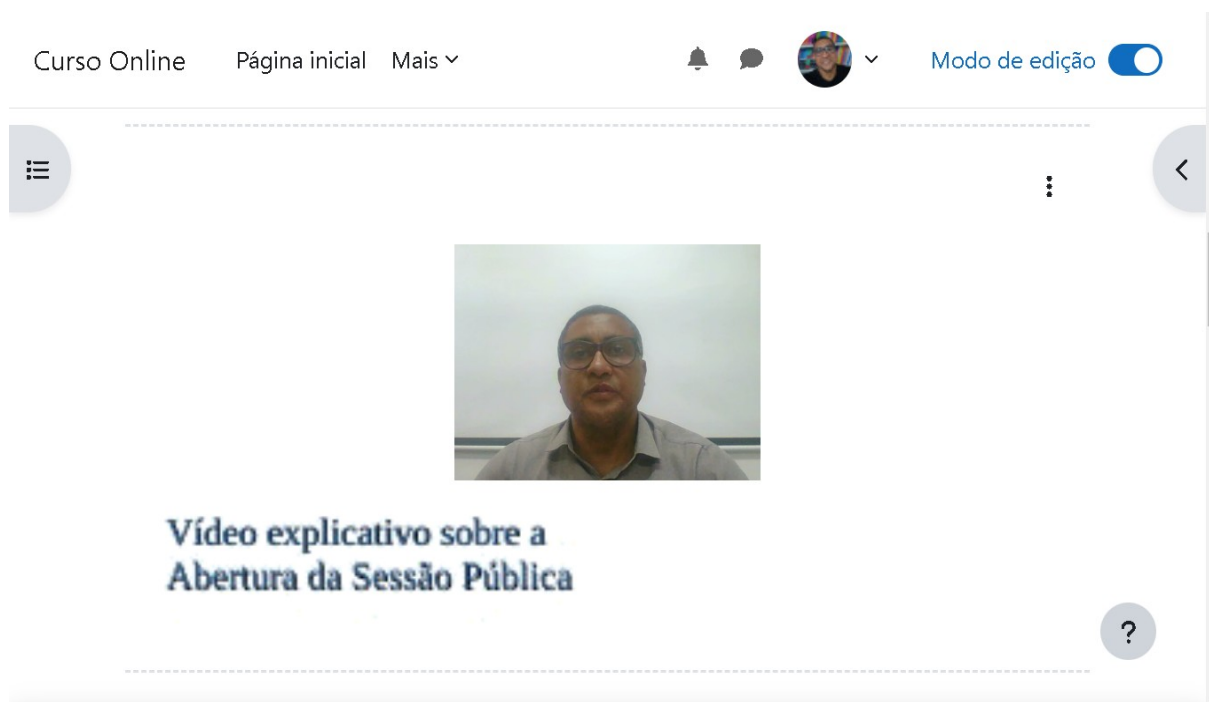 Curso Online Página inicial Mais Modo de edição
Vídeo explicativo sobre a
Abertura da Sessão Pública
?